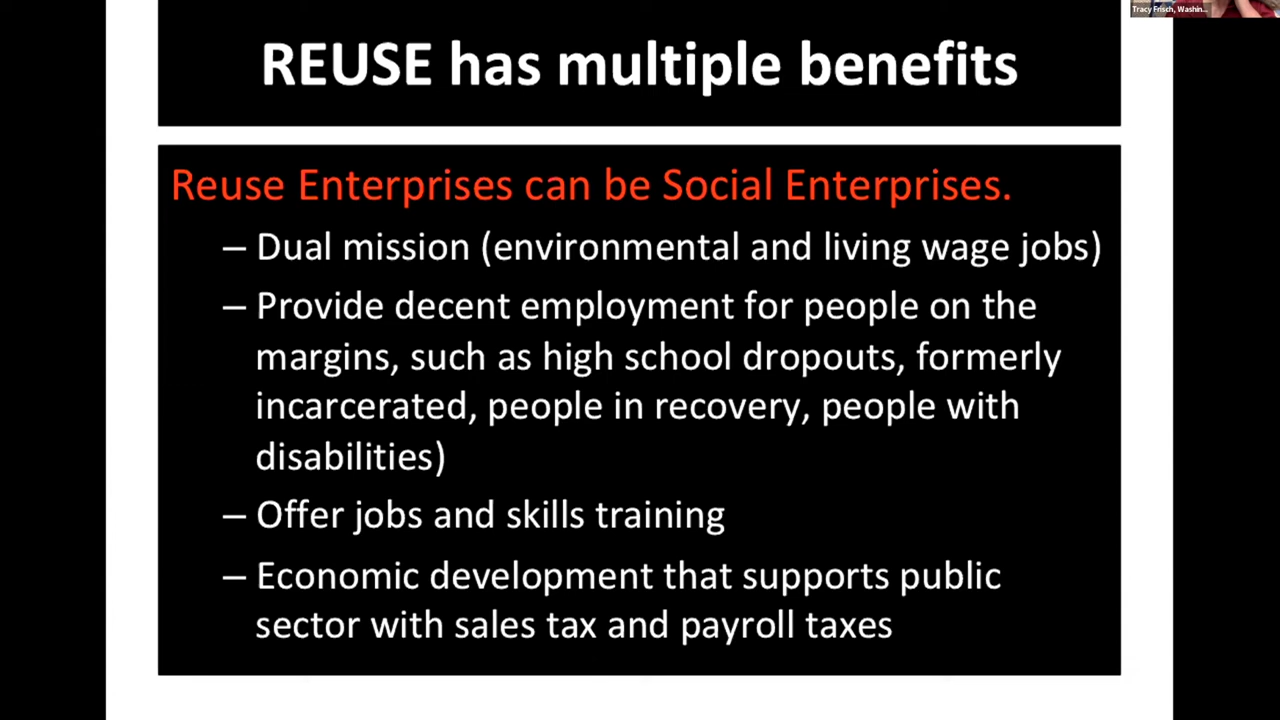 Tracy Frisch, Washin...
REUSE has multiple benefits
Reuse Enterprises can be Social Enterprises.
– Dual mission (environmental and living wage jobs)
– Provide decent employment for people on the
margins, such as high school dropouts, formerly
incarcerated, people in recovery, people with
disabilities)
– Offer jobs and skills training
– Economic development that supports public
sector with sales tax and payroll taxes